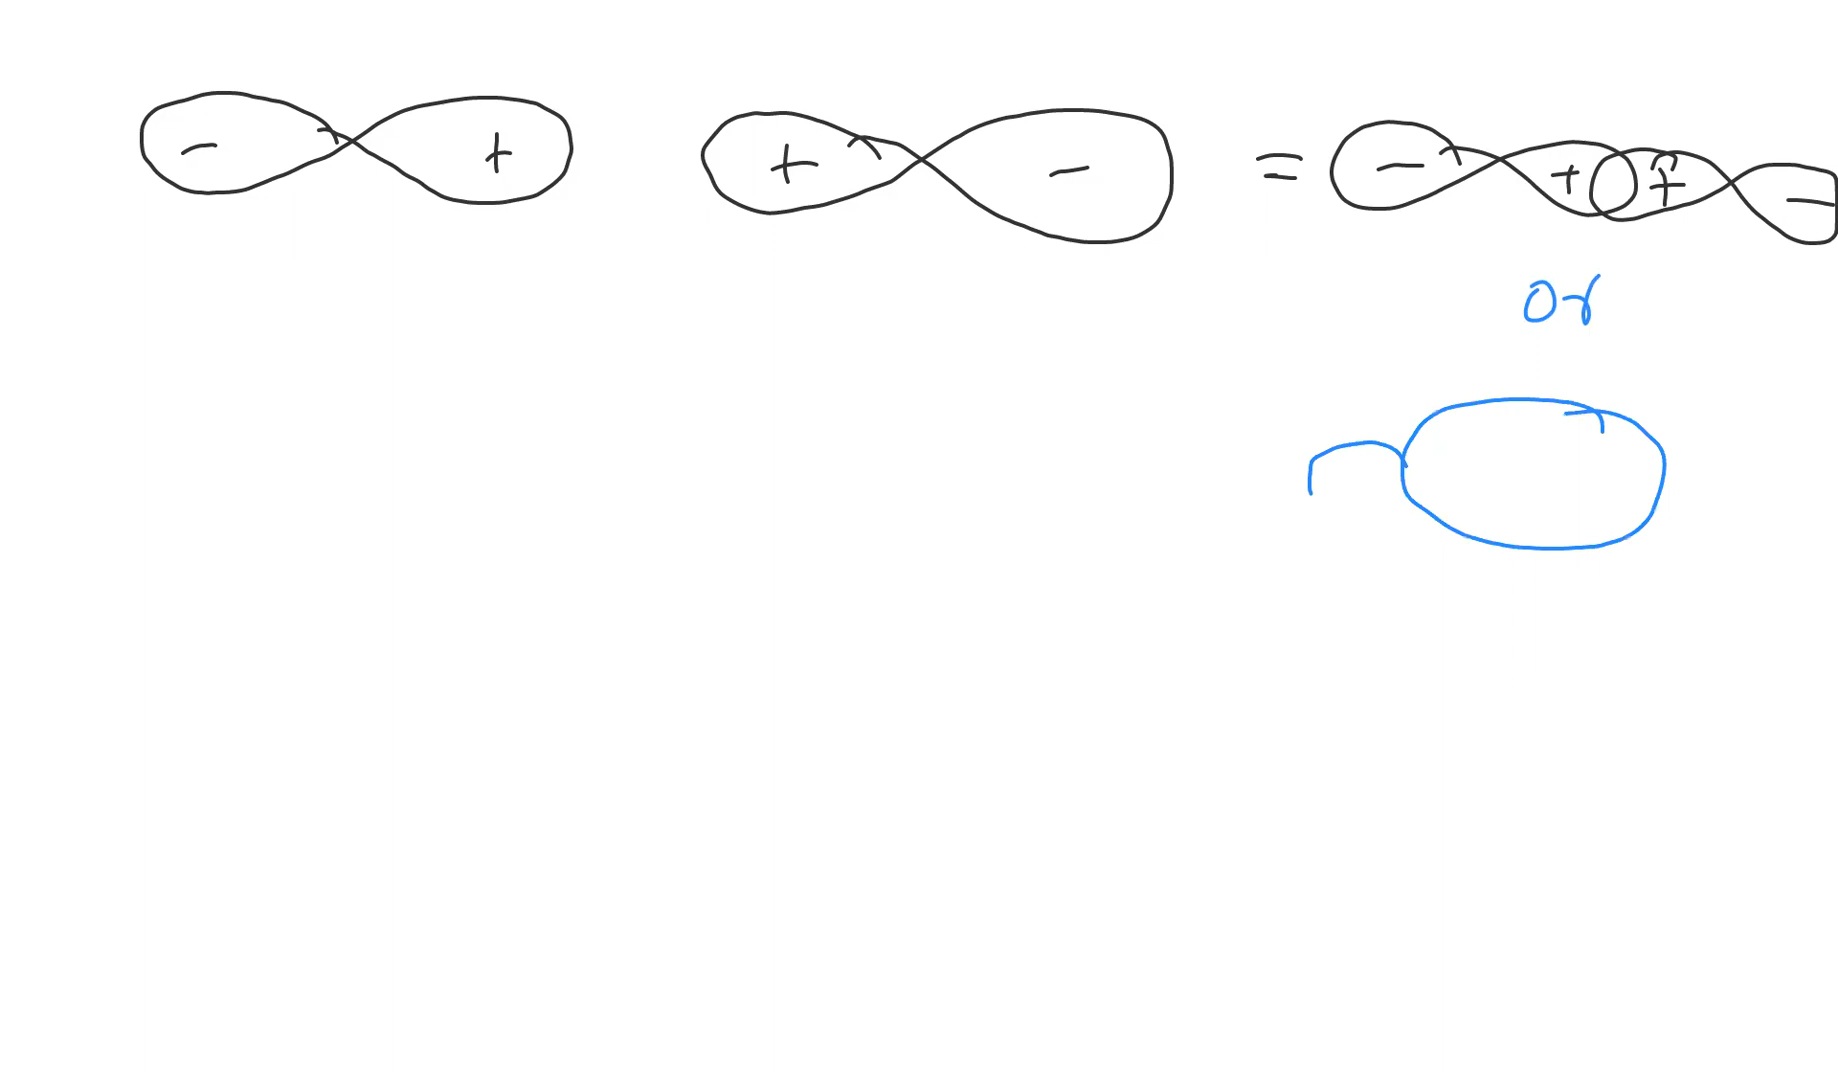 - + + - = - + + -
or